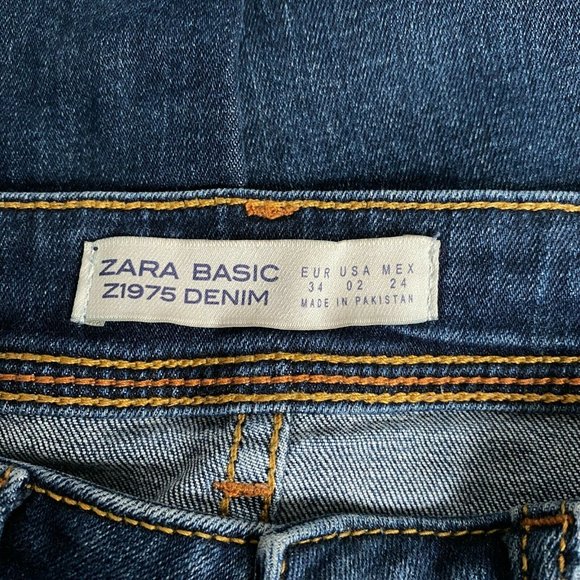 ZARA BASIC
Z1975 DENIM
EUR USA MEX
34 02 24
MADE IN PAKISTAN